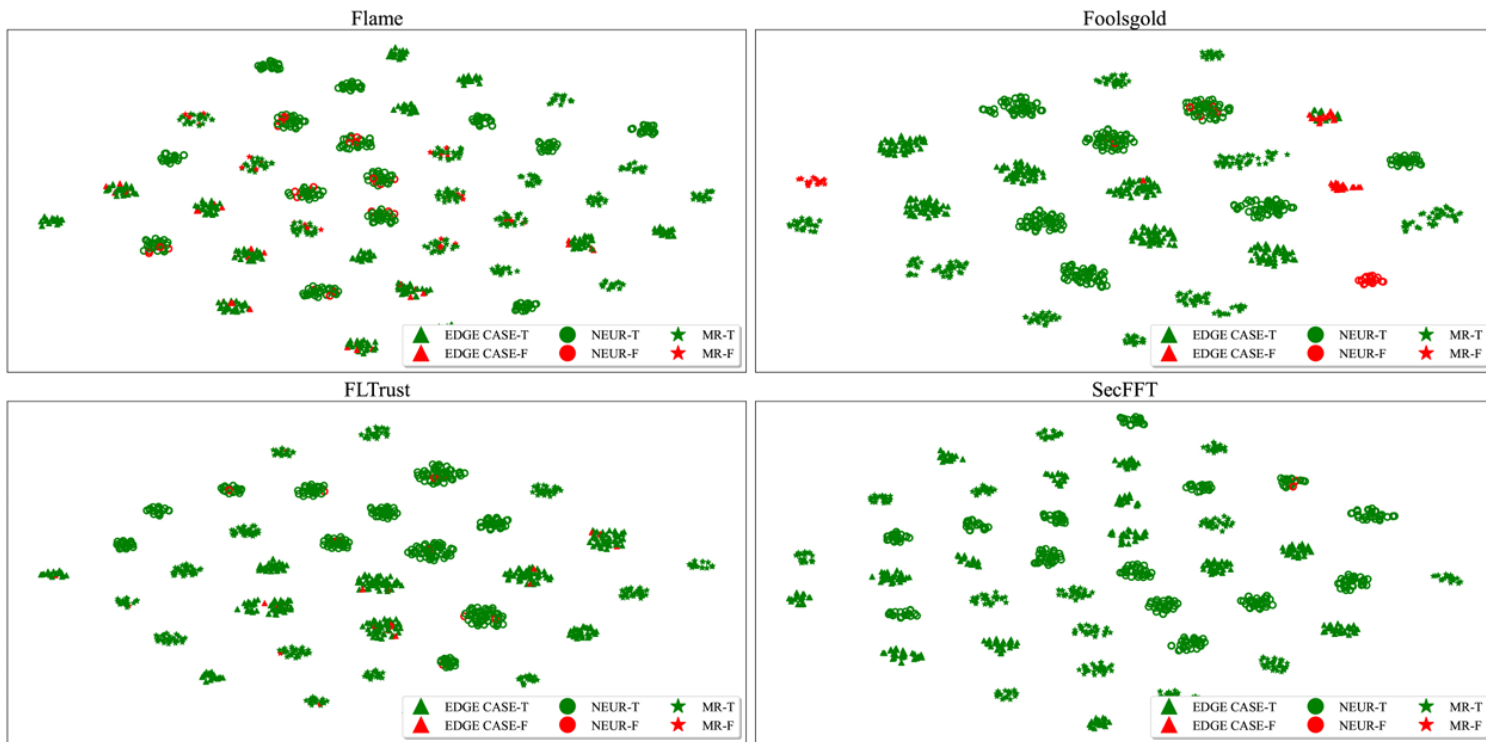 Flame
Foolsgold
EDGE CASE-T NEUR-T MR-T
EDGE CASE-F NEUR-F MR-F
EDGE CASE-T NEUR-T MR-T
EDGE CASE-F NEUR-F MR-F
FLTrust
SecFFT
EDGE CASE-T NEUR-T MR-T
EDGE CASE-F NEUR-F MR-F
EDGE CASE-T NEUR-T MR-T
EDGE CASE-F NEUR-F MR-F